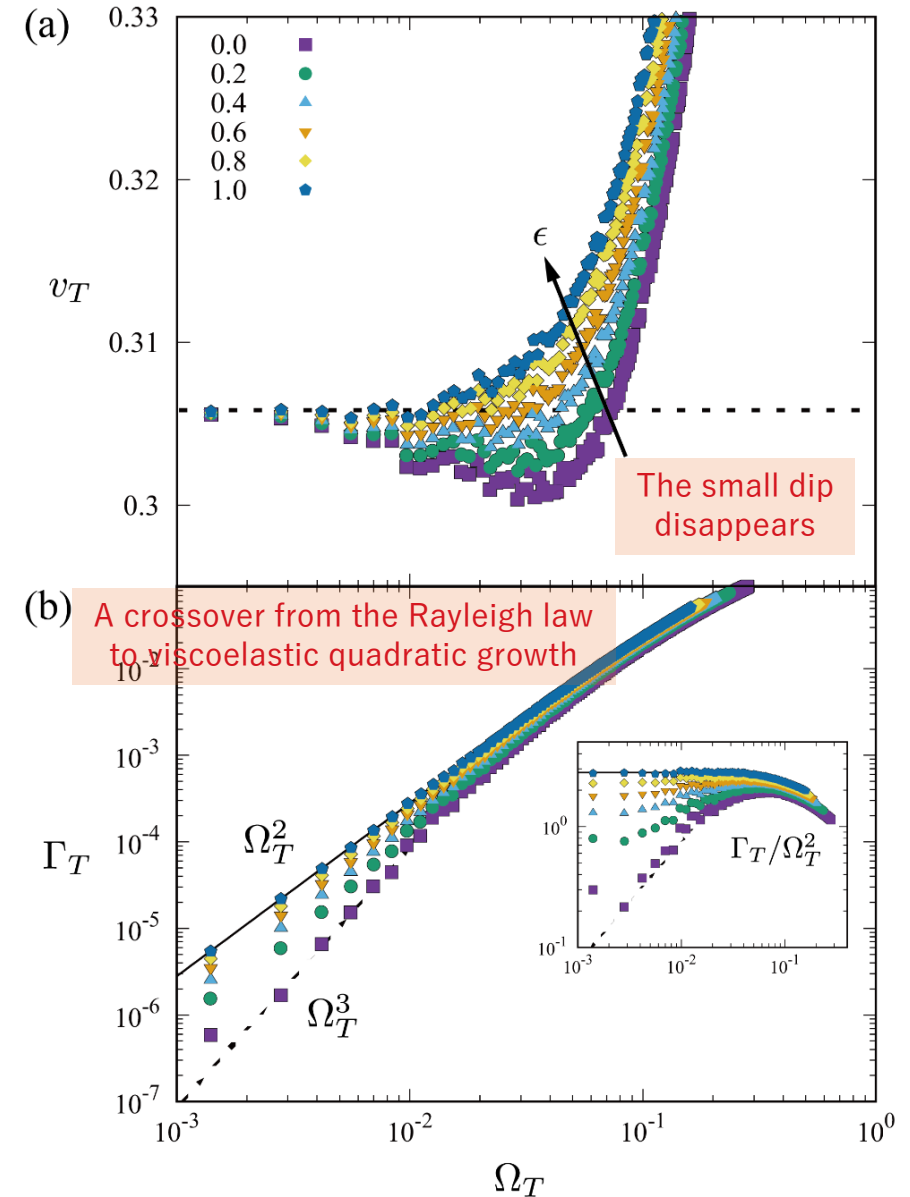 (a)
0.33
0.32
0.31
0.3
v_T
0.0
0.2
0.4
0.6
0.8
1.0
ϵ
The small dip
disappears
(b)
A crossover from the Rayleigh law
to viscoelastic quadratic growth
10^-2
10^-3
10^-4
10^-5
10^-6
10^-7
Γ_T
Ω_T^2
Ω_T^3
10^0
10^-1
Γ_T/Ω_T^2
10^-3
10^-2
10^-1
10^-3
10^-2
10^-1
10^0
Ω_T